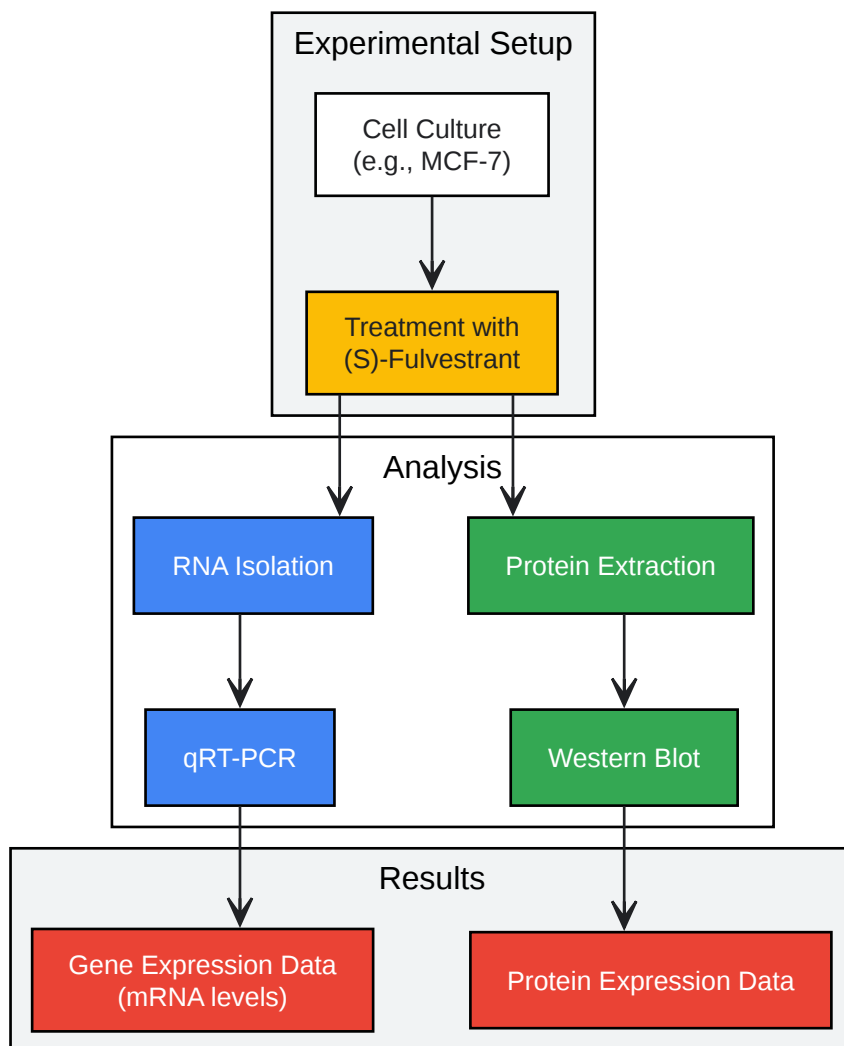 Experimental Setup
Cell Culture
(e.g., MCF-7)
Treatment with
(S)-Fulvestrant
Analysis
RNA Isolation
Protein Extraction
qRT-PCR
Western Blot
Results
Gene Expression Data
(mRNA levels)
Protein Expression Data